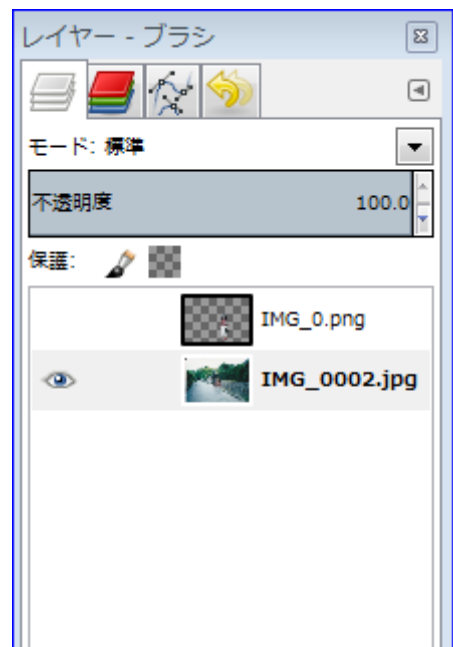 レイヤー - ブラシ
モード: 標準
不透明度 100.0
保護:
IMG_0.png
IMG_0002.jpg